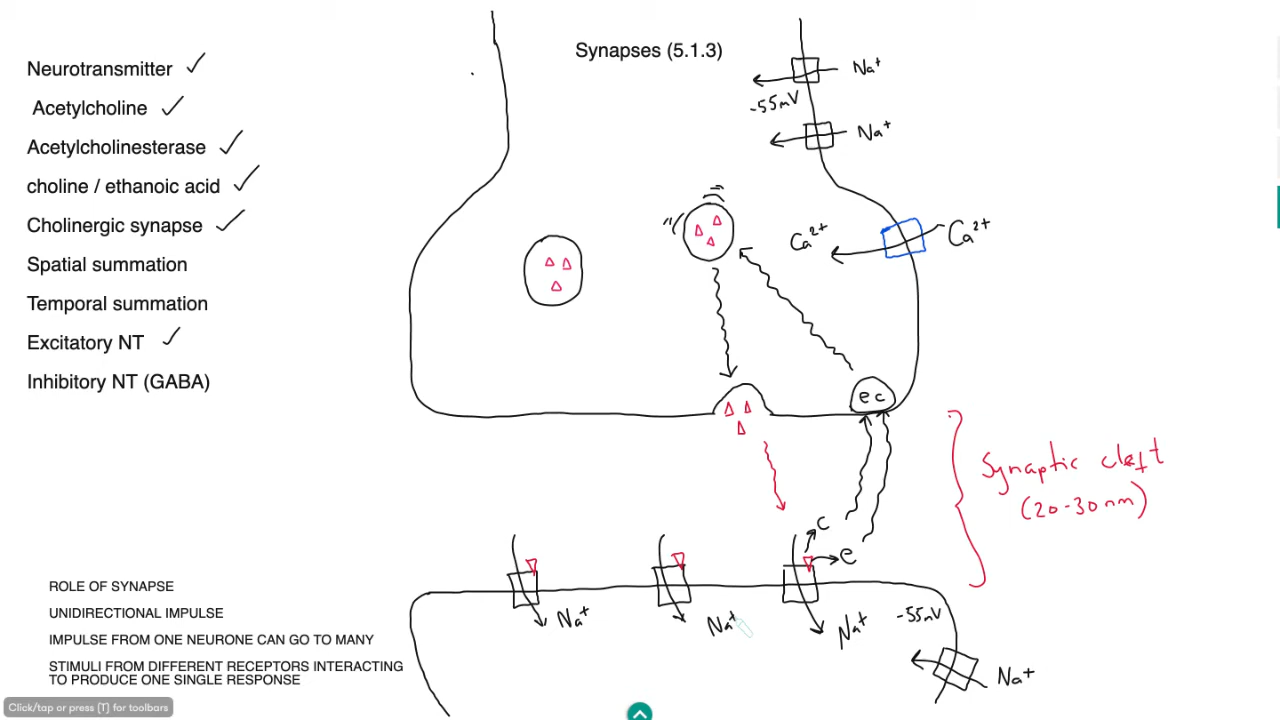 Synapses (5.1.3)
Neurotransmitter
Acetylcholine
Acetylcholinesterase
choline / ethanoic acid
Cholinergic synapse
Spatial summation
Temporal summation
Excitatory NT
Inhibitory NT (GABA)
Na+
-55mV
Na+
Ca2+
Ca2+
ec
Synaptic cleft
(20-30nm)
c
e
Na+
Na+
Na+
-55mV
Na+
ROLE OF SYNAPSE
UNIDIRECTIONAL IMPULSE
IMPULSE FROM ONE NEURONE CAN GO TO MANY
STIMULI FROM DIFFERENT RECEPTORS INTERACTING
TO PRODUCE ONE SINGLE RESPONSE
Click/tap or press [T] for toolbars